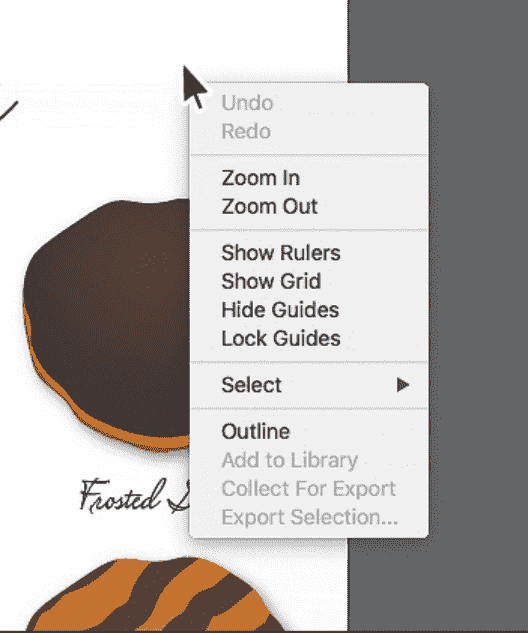 Undo
Redo
Zoom In
Zoom Out
Show Rulers
Show Grid
Hide Guides
Lock Guides
Select
Outline
Add to Library
Collect For Export
Export Selection...
Frosted